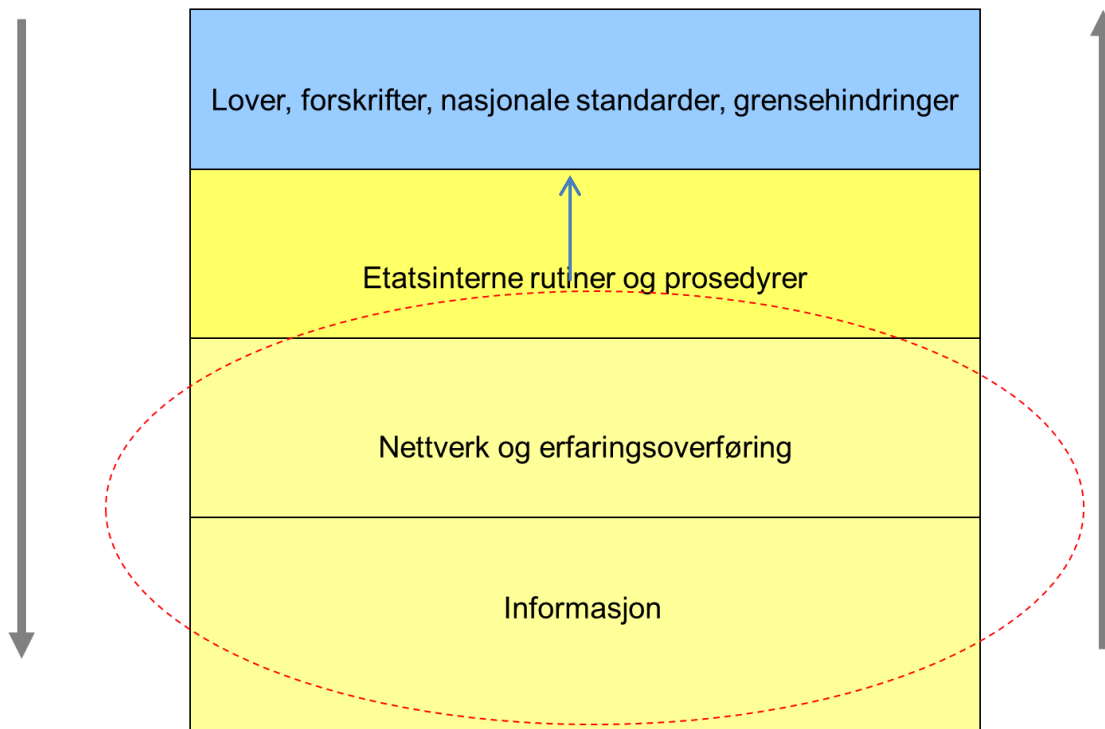 Lover, forskrifter, nasjonale standarder, grensehindringer
Etatsinterne rutiner og prosedyrer
Nettverk og erfaringsoverføring
Informasjon